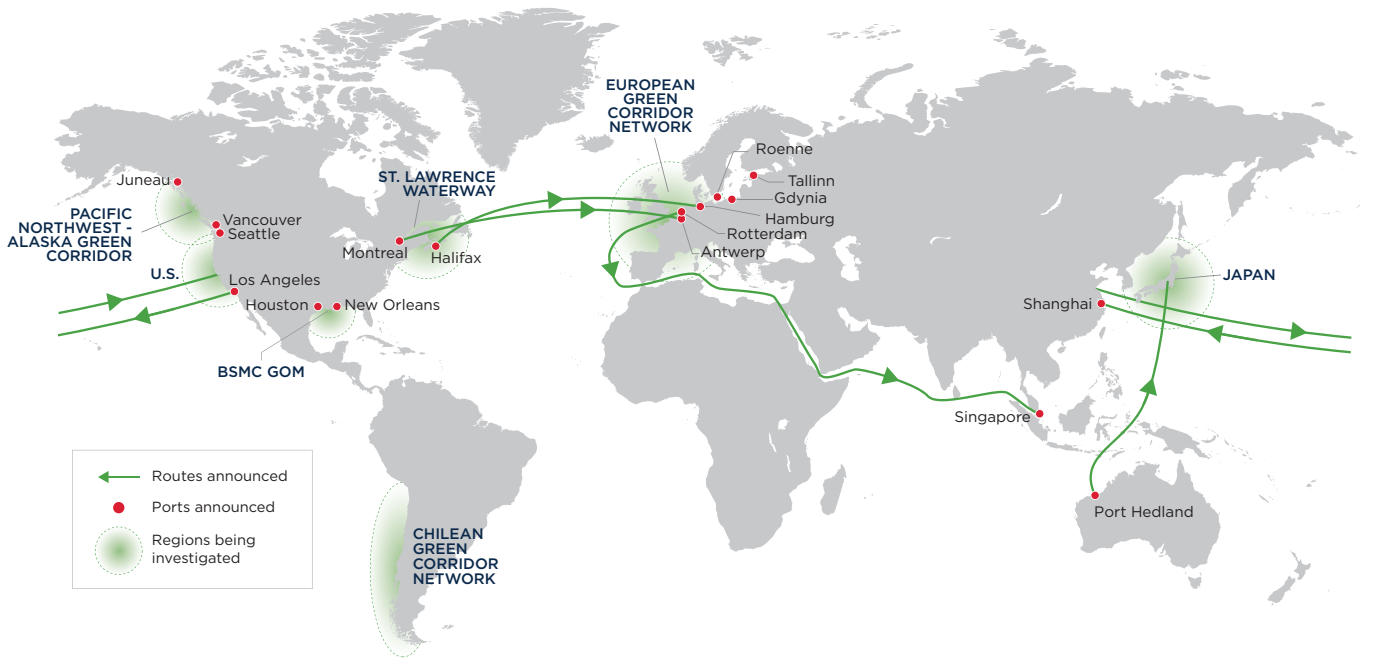 EUROPEAN
GREEN
CORRIDOR
NETWORK
Roenne
Tallinn
Gdynia
Hamburg
Rotterdam
Antwerp
ST. LAWRENCE
WATERWAY
Juneau
PACIFIC
NORTHWEST -
ALASKA GREEN
CORRIDOR
Vancouver
Seattle
Montreal
Halifax
U.S.
Los Angeles
Houston
New Orleans
BSMC GOM
JAPAN
Shanghai
Singapore
Port Hedland
CHILEAN
GREEN
CORRIDOR
NETWORK
Routes announced
Ports announced
Regions being
investigated